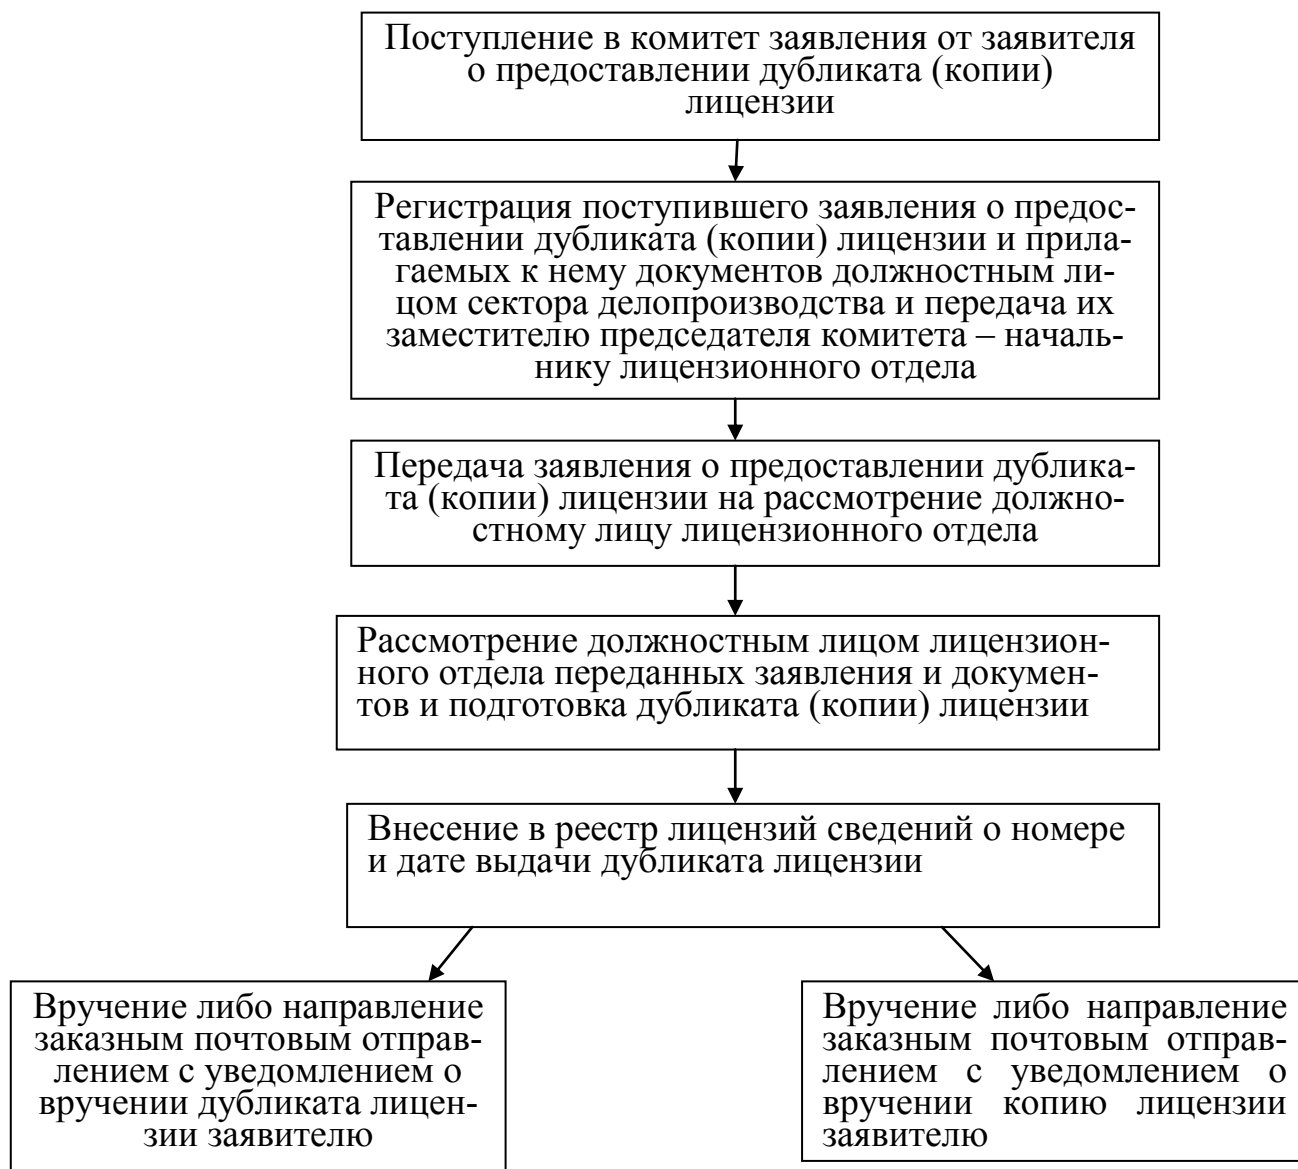 Поступление в комитет заявления от заявителя
о предоставлении дубликата (копии)
лицензии
Регистрация поступившего заявления о предос-
тавлении дубликата (копии) лицензии и прила-
гаемых к нему документов должностным ли-
цом сектора делопроизводства и передача их
заместителю председателя комитета – началь-
нику лицензионного отдела
Передача заявления о предоставлении дублика-
та (копии) лицензии на рассмотрение должно-
стному лицу лицензионного отдела
Рассмотрение должностным лицом лицензион-
ного отдела переданных заявления и докумен-
тов и подготовка дубликата (копии) лицензии
Внесение в реестр лицензий сведений о номере
и дате выдачи дубликата лицензии
Вручение либо направление
заказным почтовым отправ-
лением с уведомлением о
вручении дубликата лицен-
зии заявителю
Вручение либо направление
заказным почтовым отправ-
лением с уведомлением о
вручении копию лицензии
заявителю